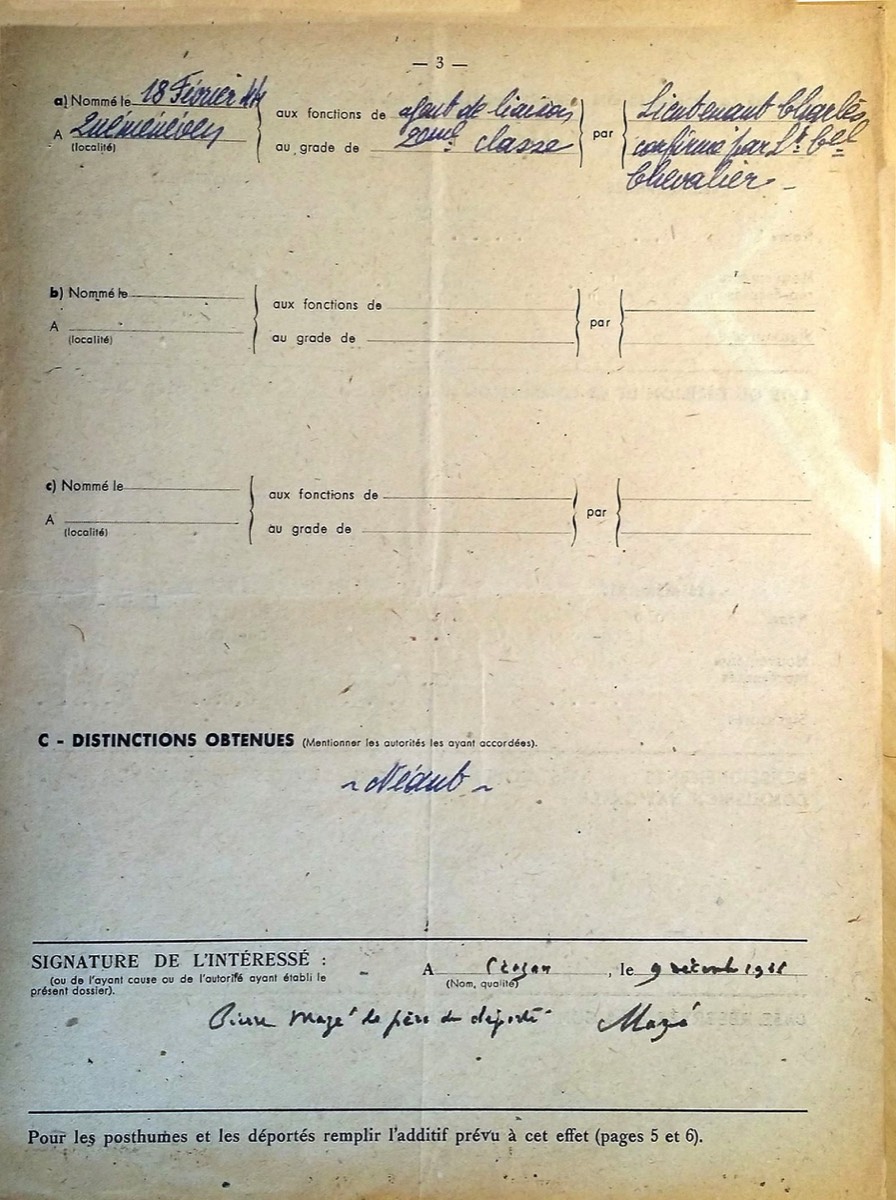 — 3 —
a) Nommé le 18 Février 44
aux fonctions de agent de liaison
A Quéménéven
(localité)
au grade de 2ème classe
par
Lieutenant Charles
confirmé par Lt Cel
Chevalier -
b) Nommé le
aux fonctions de
A
(localité)
au grade de
par
c) Nommé le
aux fonctions de
A
(localité)
au grade de
par
C - DISTINCTIONS OBTENUES (Mentionner les autorités les ayant accordées).
~ Néant ~
SIGNATURE DE L'INTÉRESSÉ :
(ou de l'ayant cause ou de l'autorité ayant établi le
présent dossier).
A Crozon, le 9
(Nom, qualité)
Pierre Mazé le père du déporté Mazé
Pour les posthumes et les déportés remplir l'additif prévu à cet effet (pages 5 et 6).